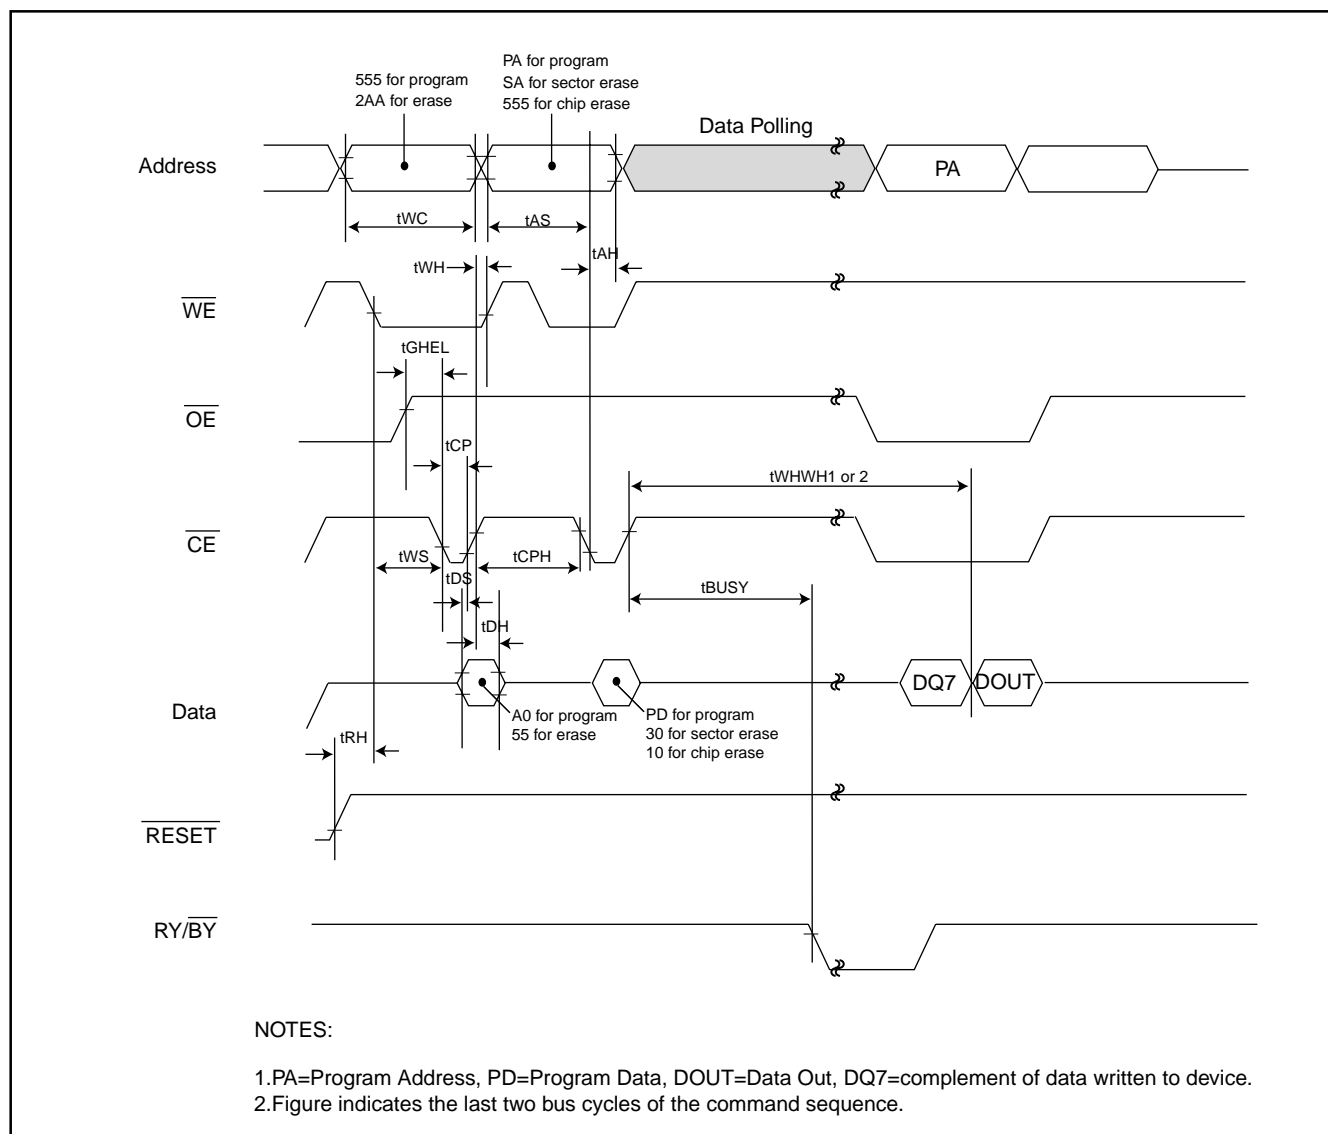 PA for program
555 for program
SA for sector erase
2AA for erase
555 for chip erase
Data Polling
Address
PA
tWC
tAS
tAH
tWH
WE
tGHEL
OE
tCP
tWHWH1 or 2
CE
tWS
tCPH
tDS
tBUSY
tDH
DQ7
DOUT
Data
A0 for program
55 for erase
PD for program
30 for sector erase
10 for chip erase
tRH
RESET
RY/BY
NOTES:
1.PA=Program Address, PD=Program Data, DOUT=Data Out, DQ7=complement of data written to device.
2.Figure indicates the last two bus cycles of the command sequence.